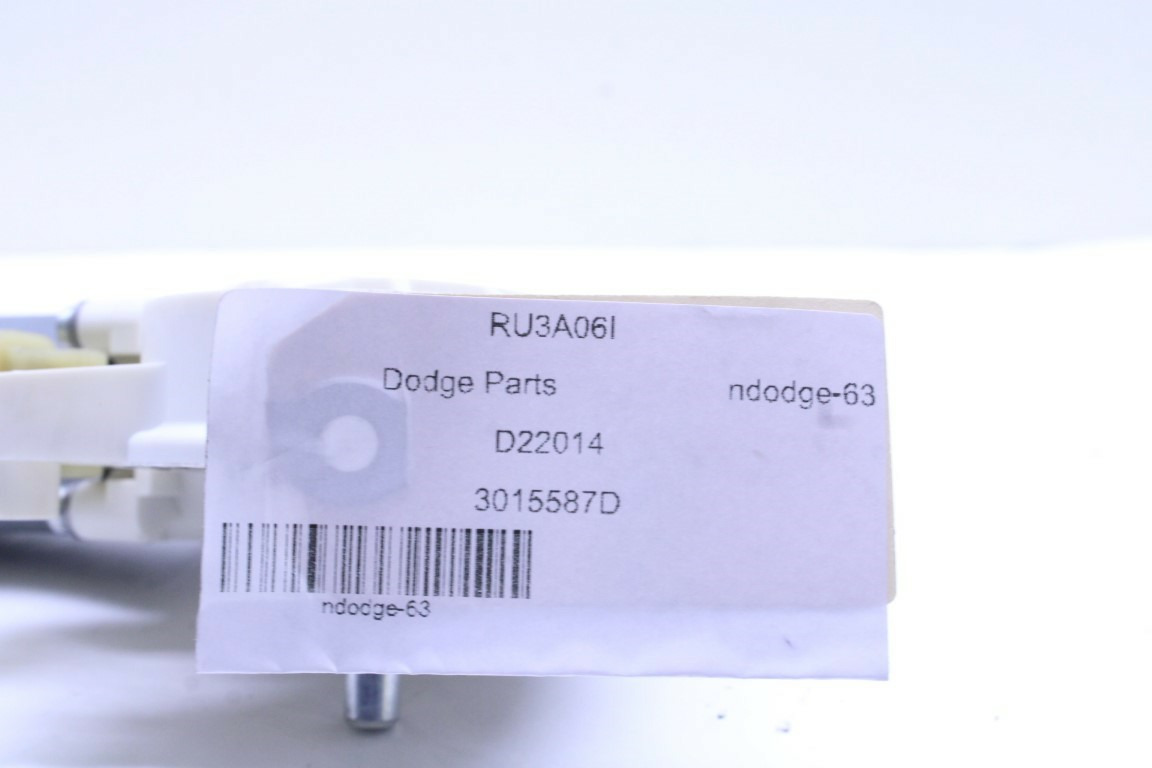 RU3A06I
Dodge Parts ndodge-63
D22014
3015587D
ndodge-63